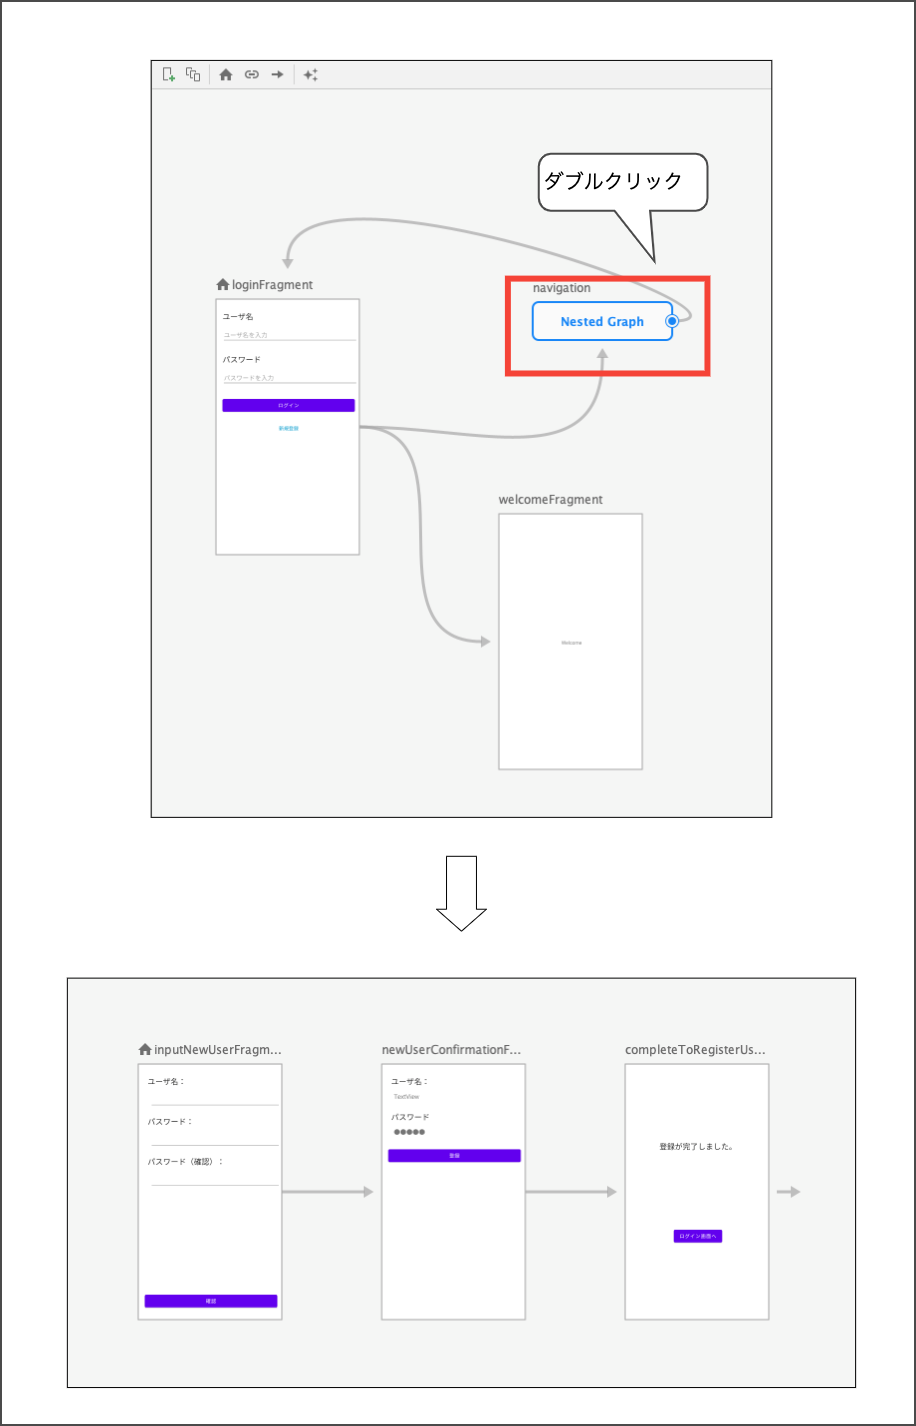 ダブルクリック
loginFragment
ユーザ名
ユーザ名を入力
パスワード
パスワードを入力
ログイン
新規登録
navigation
Nested Graph
welcomeFragment
Welcome
inputNewUserFragm...
ユーザ名：
パスワード：
パスワード（確認）：
確認
newUserConfirmationF...
ユーザ名：
TextView
パスワード
登録
completeToRegisterUs...
登録が完了しました。
ログイン画面へ